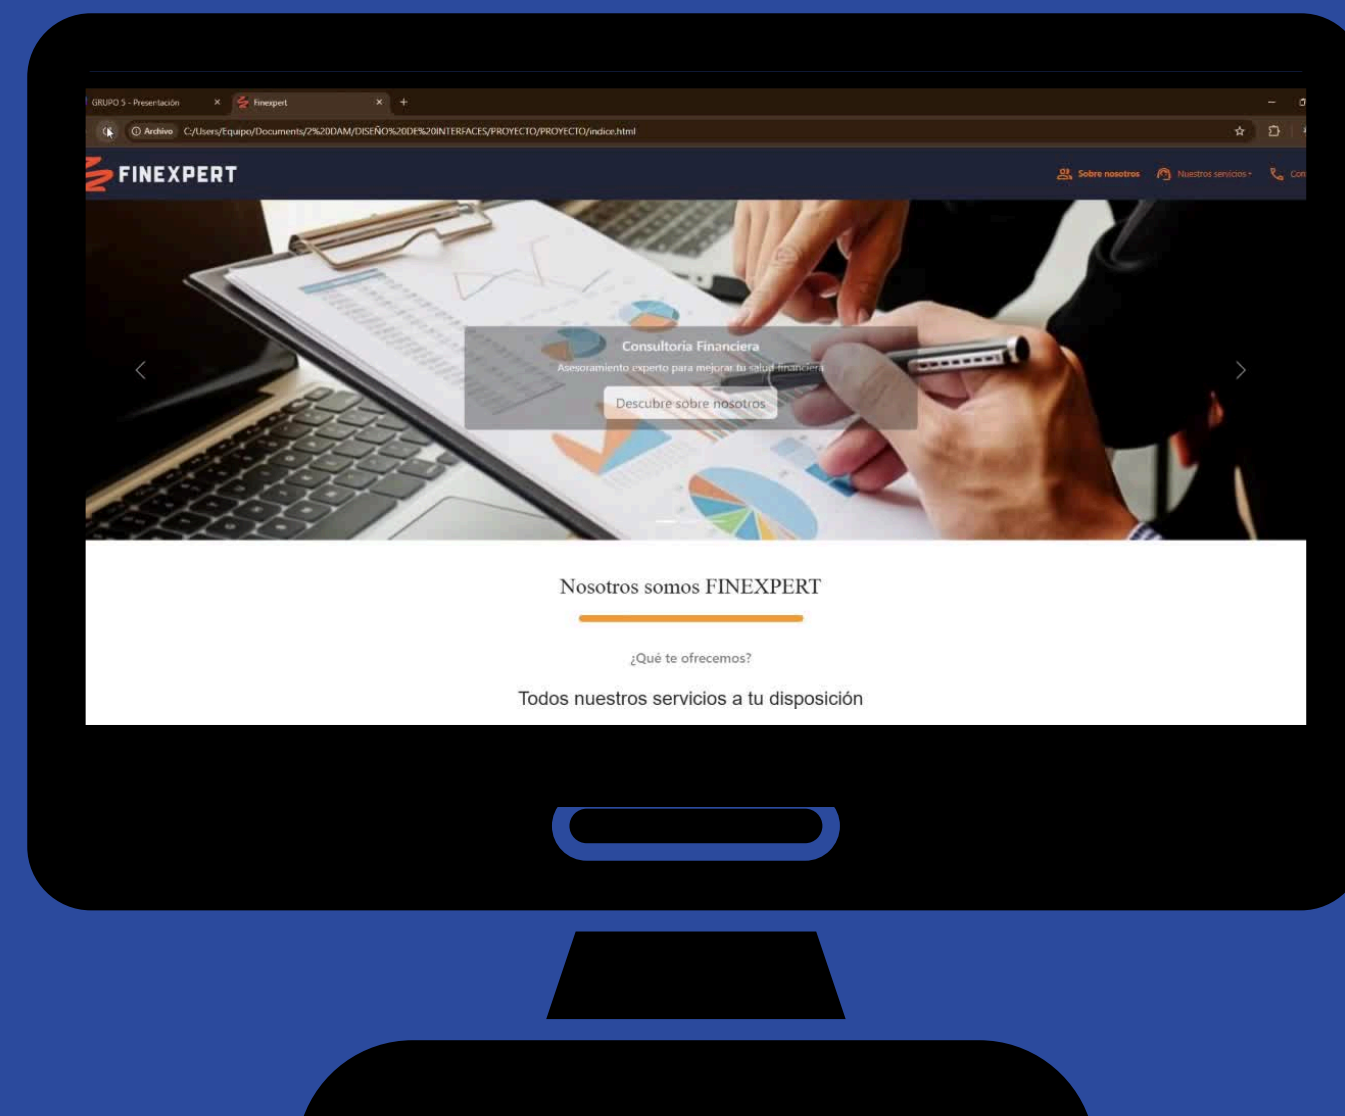 GRUPO 5 - Presentación
Finexpert
Archivo C:/Users/Equipo/Documents/2%20DAM/DISEÑO%20DE%20INTERFACES/PROYECTO/PROYECTO/indice.html
FINEXPERT
Sobre nosotros
Nuestros servicios
Consultoria Financiera
Asesoramiento experto para mejorar tu salud financiera
Descubre sobre nosotros
Nosotros somos FINEXPERT
¿Qué te ofrecemos?
Todos nuestros servicios a tu disposición